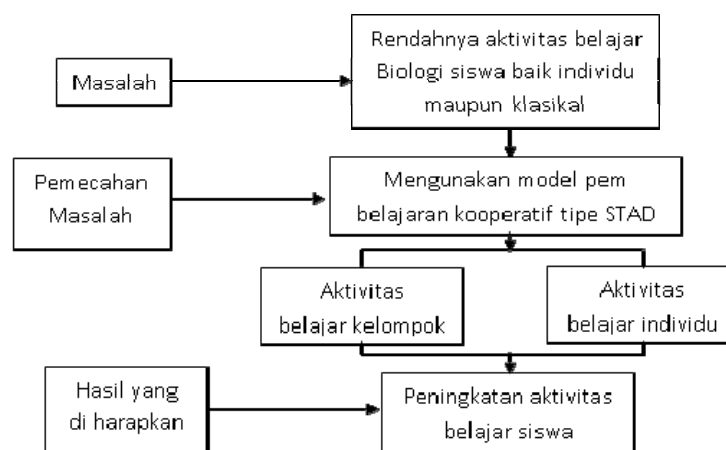 Rendahnya aktivitas belajar
Biologi siswa baik individu
maupun klasikal
Masalah
Pemecahan
Masalah
Mengunakan model pem
belajaran kooperatif tipe STAD
Aktivitas
belajar kelompok
Aktivitas
belajar individu
Hasil yang
di harapkan
Peningkatan aktivitas
belajar siswa